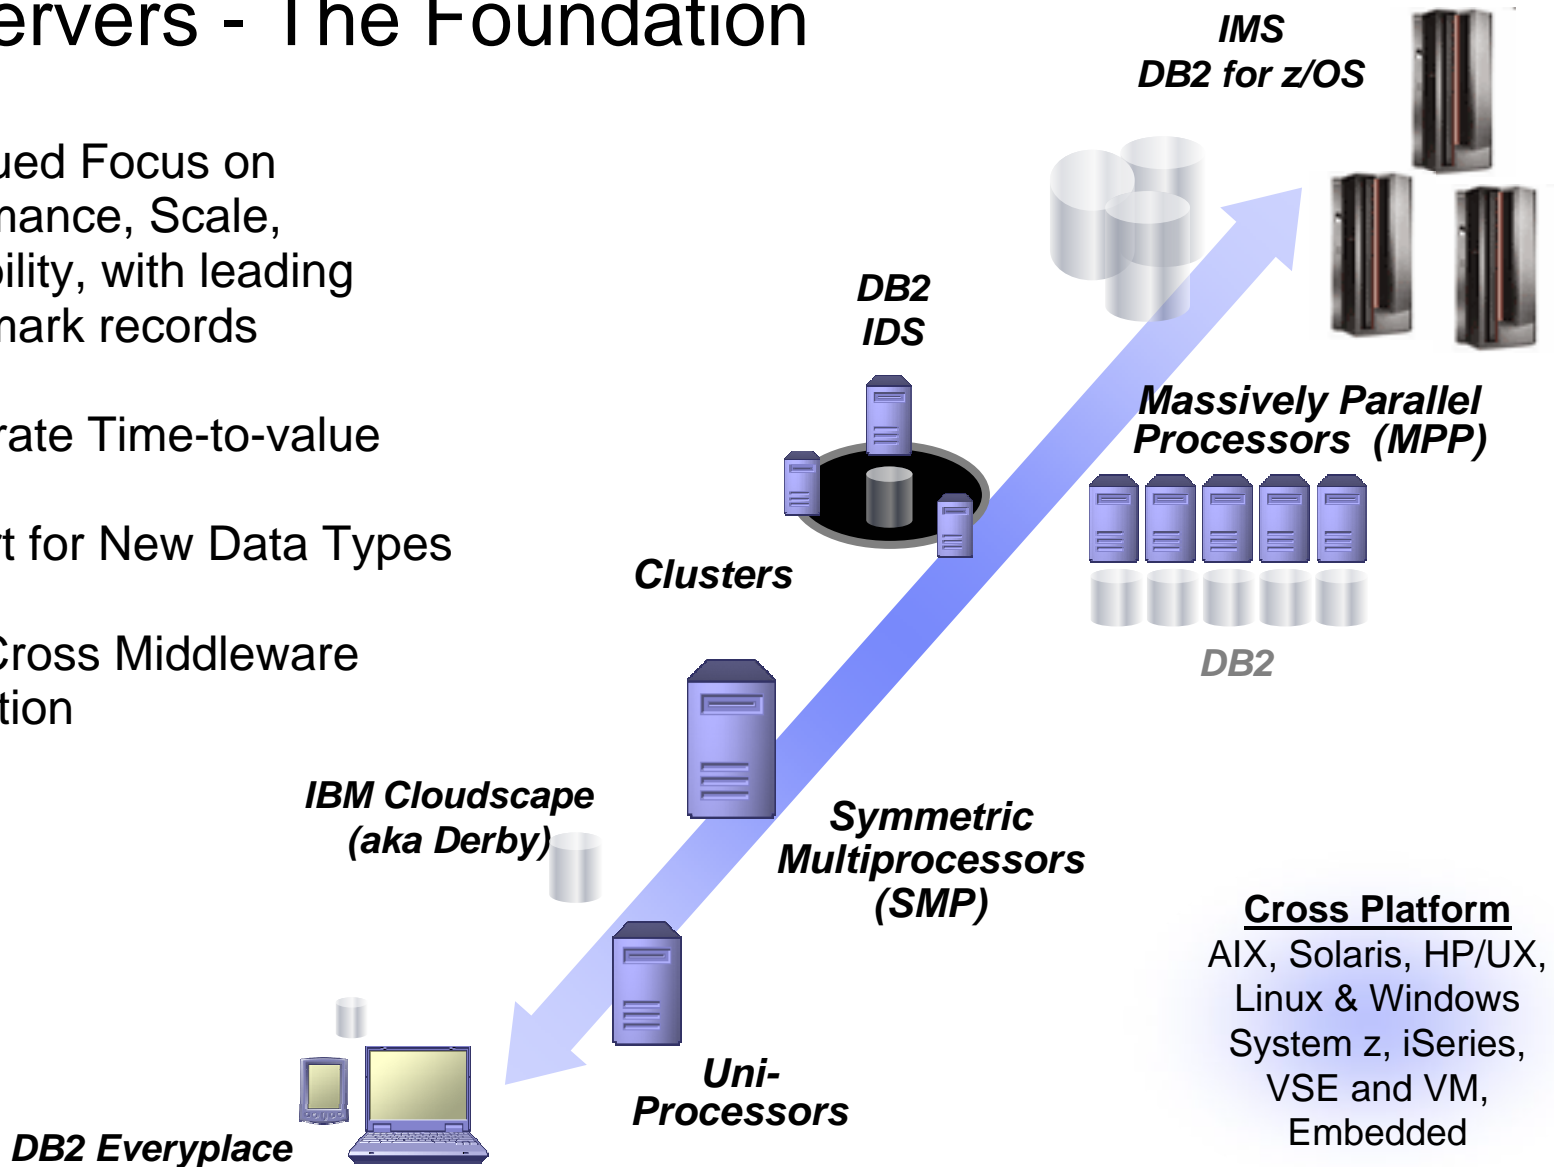 ervers - The Foundation
ued Focus on
mance, Scale,
bility, with leading
mark records
rate Time-to-value
t for New Data Types
Cross Middleware
tion
IMS
DB2 for z/OS
DB2
IDS
Massively Parallel
Processors (MPP)
DB2
Clusters
IBM Cloudscape
(aka Derby)
Symmetric
Multiprocessors
(SMP)
Uni-
Processors
DB2 Everyplace
Cross Platform
AIX, Solaris, HP/UX,
Linux & Windows
System z, iSeries,
VSE and VM,
Embedded